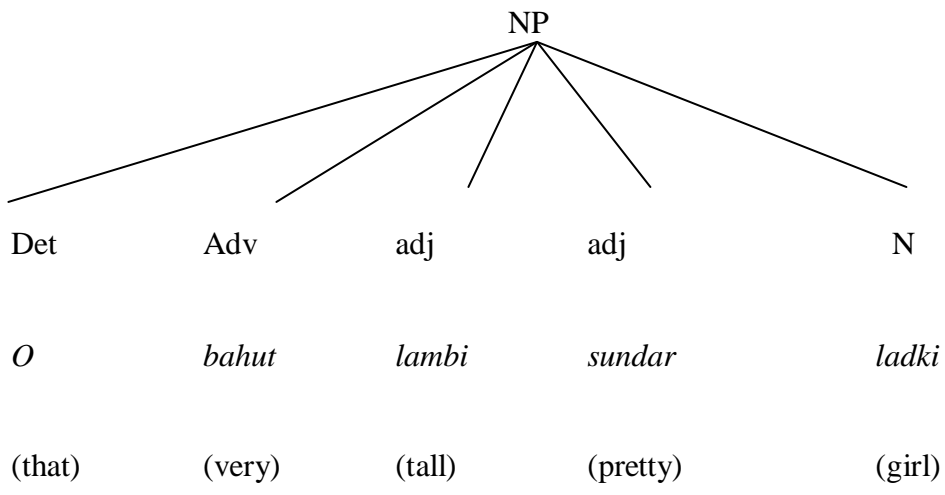 NP
Det Adv adj adj N
O bahut lambi sundar ladki
(that) (very) (tall) (pretty) (girl)